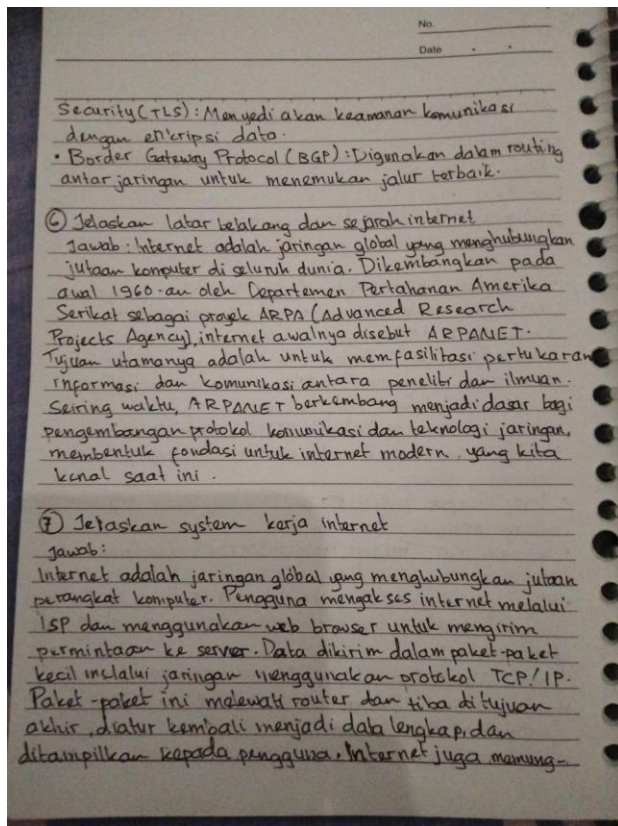 No.
Date
Security (TLS) : Menyediakan keamanan komunikasi
dengan enkripsi data.
• Border Gateway Protocol (BGP) : Digunakan dalam routing
antar jaringan untuk menemukan jalur terbaik.
⑥ Jelaskan latar belakang dan sejarah internet
Jawab : Internet adalah jaringan global yang menghubungkan
jutaan komputer di seluruh dunia. Dikembangkan pada
awal 1960-an oleh Departemen Pertahanan Amerika
Serikat sebagai proyek ARPA (Advanced Research
Projects Agency), internet awalnya disebut ARPANET.
Tujuan utamanya adalah untuk memfasilitasi pertukaran
informasi dan komunikasi antara peneliti dan ilmuan.
Seiring waktu, ARPANET berkembang menjadi dasar bagi
pengembangan protokol komunikasi dan teknologi jaringan,
membentuk fondasi untuk internet modern yang kita
kenal saat ini.
⑦ Jelaskan system kerja internet
Jawab :
Internet adalah jaringan global yang menghubungkan jutaan
perangkat komputer. Pengguna mengakses internet melalui
ISP dan menggunakan web browser untuk mengirim
permintaan ke server. Data dikirim dalam paket-paket
kecil melalui jaringan menggunakan protokol TCP/IP.
Paket-paket ini melewati router dan tiba di tujuan
akhir, diatur kembali menjadi data lengkap, dan
ditampilkan kepada pengguna. Internet juga memung-